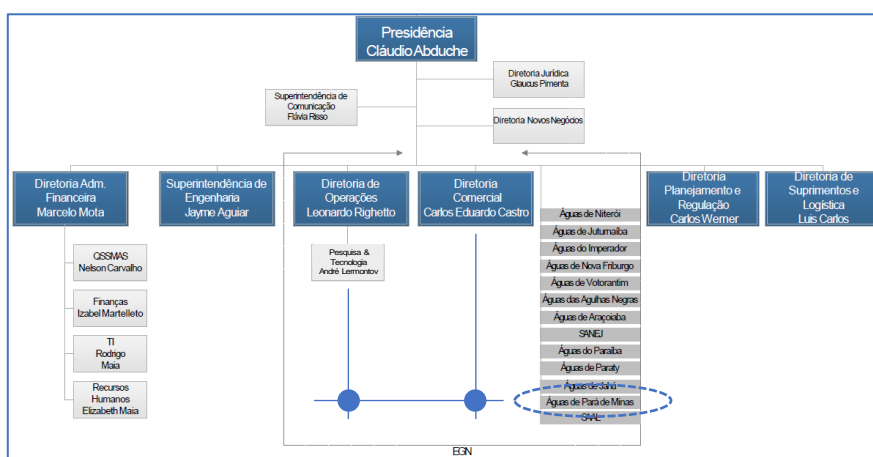 Presidência
Cláudio Abduche
Diretoria Jurídica
Glaucus Pimenta
Superintendência de
Comunicação
Flávia Risso
Diretoria Novos Negócios
Diretoria Adm.
Financeira
Marcelo Mota
Superintendência de
Engenharia
Jayme Aguiar
Diretoria de
Operações
Leonardo Righetto
Diretoria
Comercial
Carlos Eduardo Castro
Diretoria
Planejamento e
Regulação
Carlos Werner
Diretoria de
Suprimentos e
Logística
Luis Carlos
QSSMAS
Nelson Carvalho
Finanças
Izabel Martelleto
TI
Rodrigo
Maia
Recursos
Humanos
Elizabeth Maia
Pesquisa &
Tecnologia
André Lermontov
Águas de Niterói
Águas de Juturnaíba
Águas do Imperador
Águas de Nova Friburgo
Águas de Votorantim
Águas das Agulhas Negras
Águas de Araçoiaba
SANEJ
Águas do Paraíba
Águas de Paraty
Águas de Jahú
Águas de Pará de Minas
SAAL
EGN